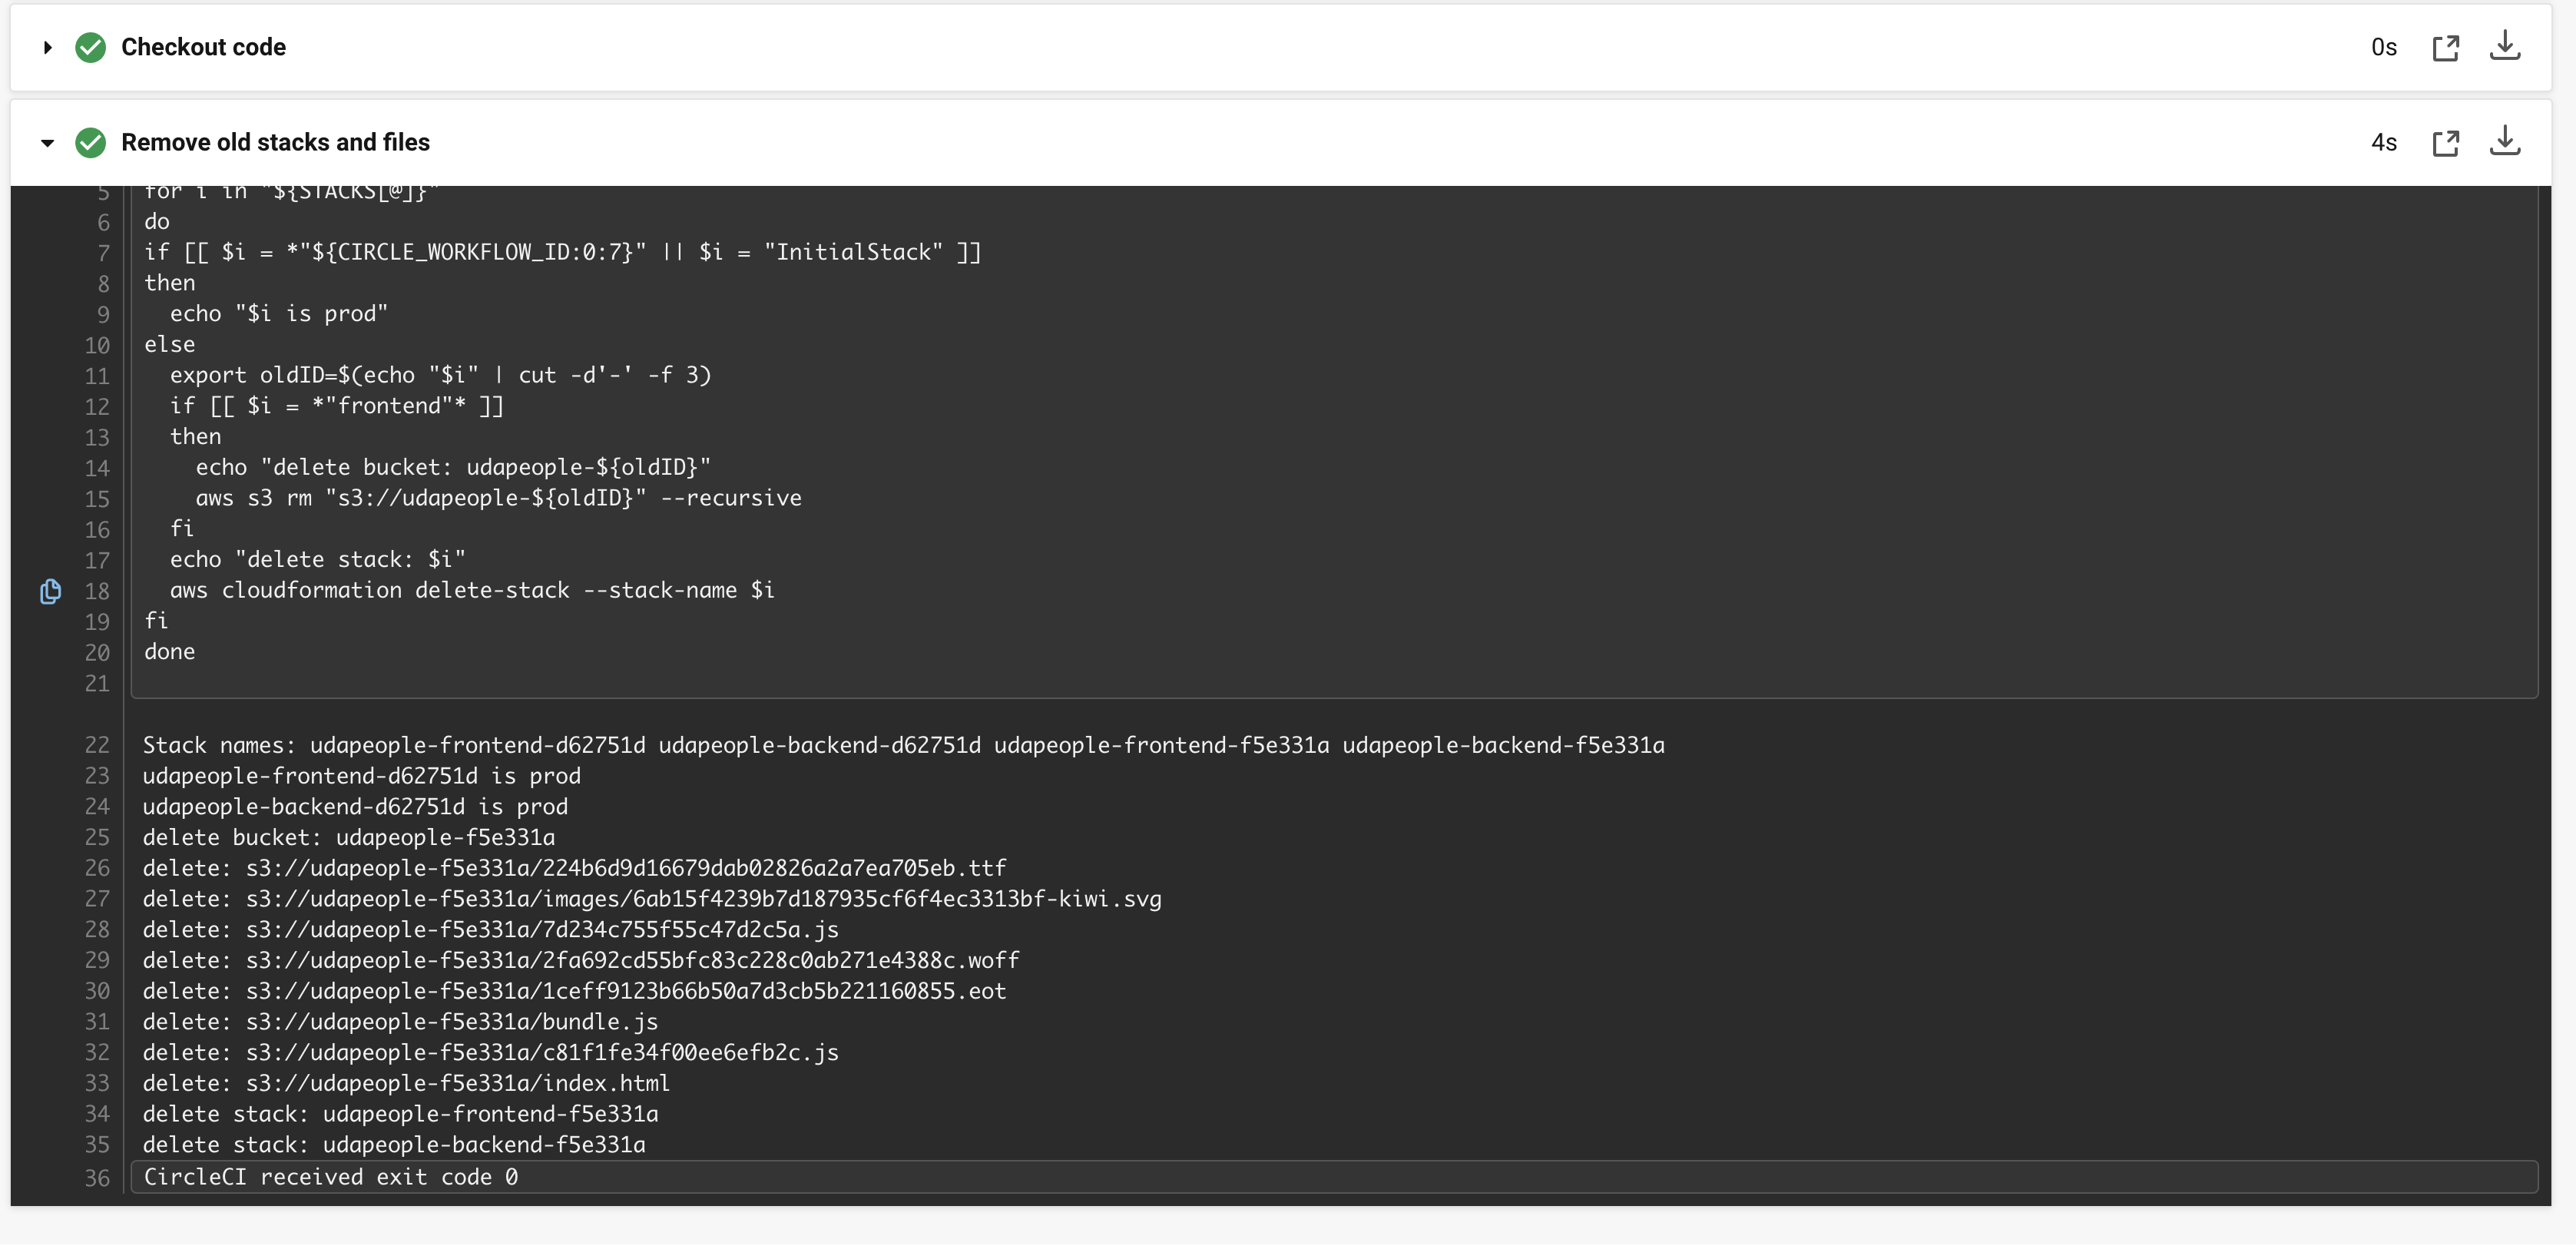 Checkout code 0s
Remove old stacks and files 4s
5 for i in "${STACKS[@]}"
6 do
7 if [[ $i = *"${CIRCLE_WORKFLOW_ID:0:7}" || $i = "InitialStack" ]]
8 then
9   echo "$i is prod"
10 else
11   export oldID=$(echo "$i" | cut -d'-' -f 3)
12   if [[ $i = *"frontend"* ]]
13   then
14     echo "delete bucket: udapeople-${oldID}"
15     aws s3 rm "s3://udapeople-${oldID}" --recursive
16   fi
17   echo "delete stack: $i"
18   aws cloudformation delete-stack --stack-name $i
19 fi
20 done
21
22 Stack names: udapeople-frontend-d62751d udapeople-backend-d62751d udapeople-frontend-f5e331a udapeople-backend-f5e331a
23 udapeople-frontend-d62751d is prod
24 udapeople-backend-d62751d is prod
25 delete bucket: udapeople-f5e331a
26 delete: s3://udapeople-f5e331a/224b6d9d16679dab02826a2a7ea705eb.ttf
27 delete: s3://udapeople-f5e331a/images/6ab15f4239b7d187935cf6f4ec3313bf-kiwi.svg
28 delete: s3://udapeople-f5e331a/7d234c755f55c47d2c5a.js
29 delete: s3://udapeople-f5e331a/2fa692cd55bfc83c228c0ab271e4388c.woff
30 delete: s3://udapeople-f5e331a/1ceff9123b66b50a7d3cb5b221160855.eot
31 delete: s3://udapeople-f5e331a/bundle.js
32 delete: s3://udapeople-f5e331a/c81f1fe34f00ee6efb2c.js
33 delete: s3://udapeople-f5e331a/index.html
34 delete stack: udapeople-frontend-f5e331a
35 delete stack: udapeople-backend-f5e331a
36 CircleCI received exit code 0